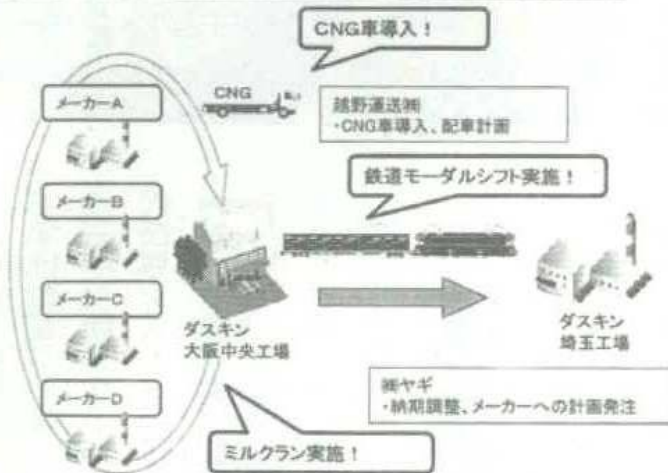 CNG車導入！
メーカーA
CNG
越野運送㈱
・CNG車導入、配車計画
鉄道モーダルシフト実施！
メーカーB
メーカーC
ダスキン
大阪中央工場
ダスキン
埼玉工場
メーカーD
㈱ヤギ
・納期調整、メーカーへの計画発注
ミルクラン実施！